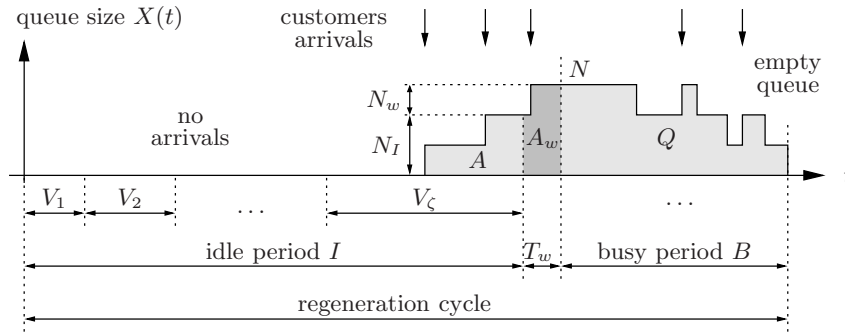 queue size X(t)
customers
arrivals
empty
queue
no
arrivals
N
N_w
N_I
A
A_w
Q
V_1
V_2
...
V_ζ
...
t
idle period I
T_w
busy period B
regeneration cycle